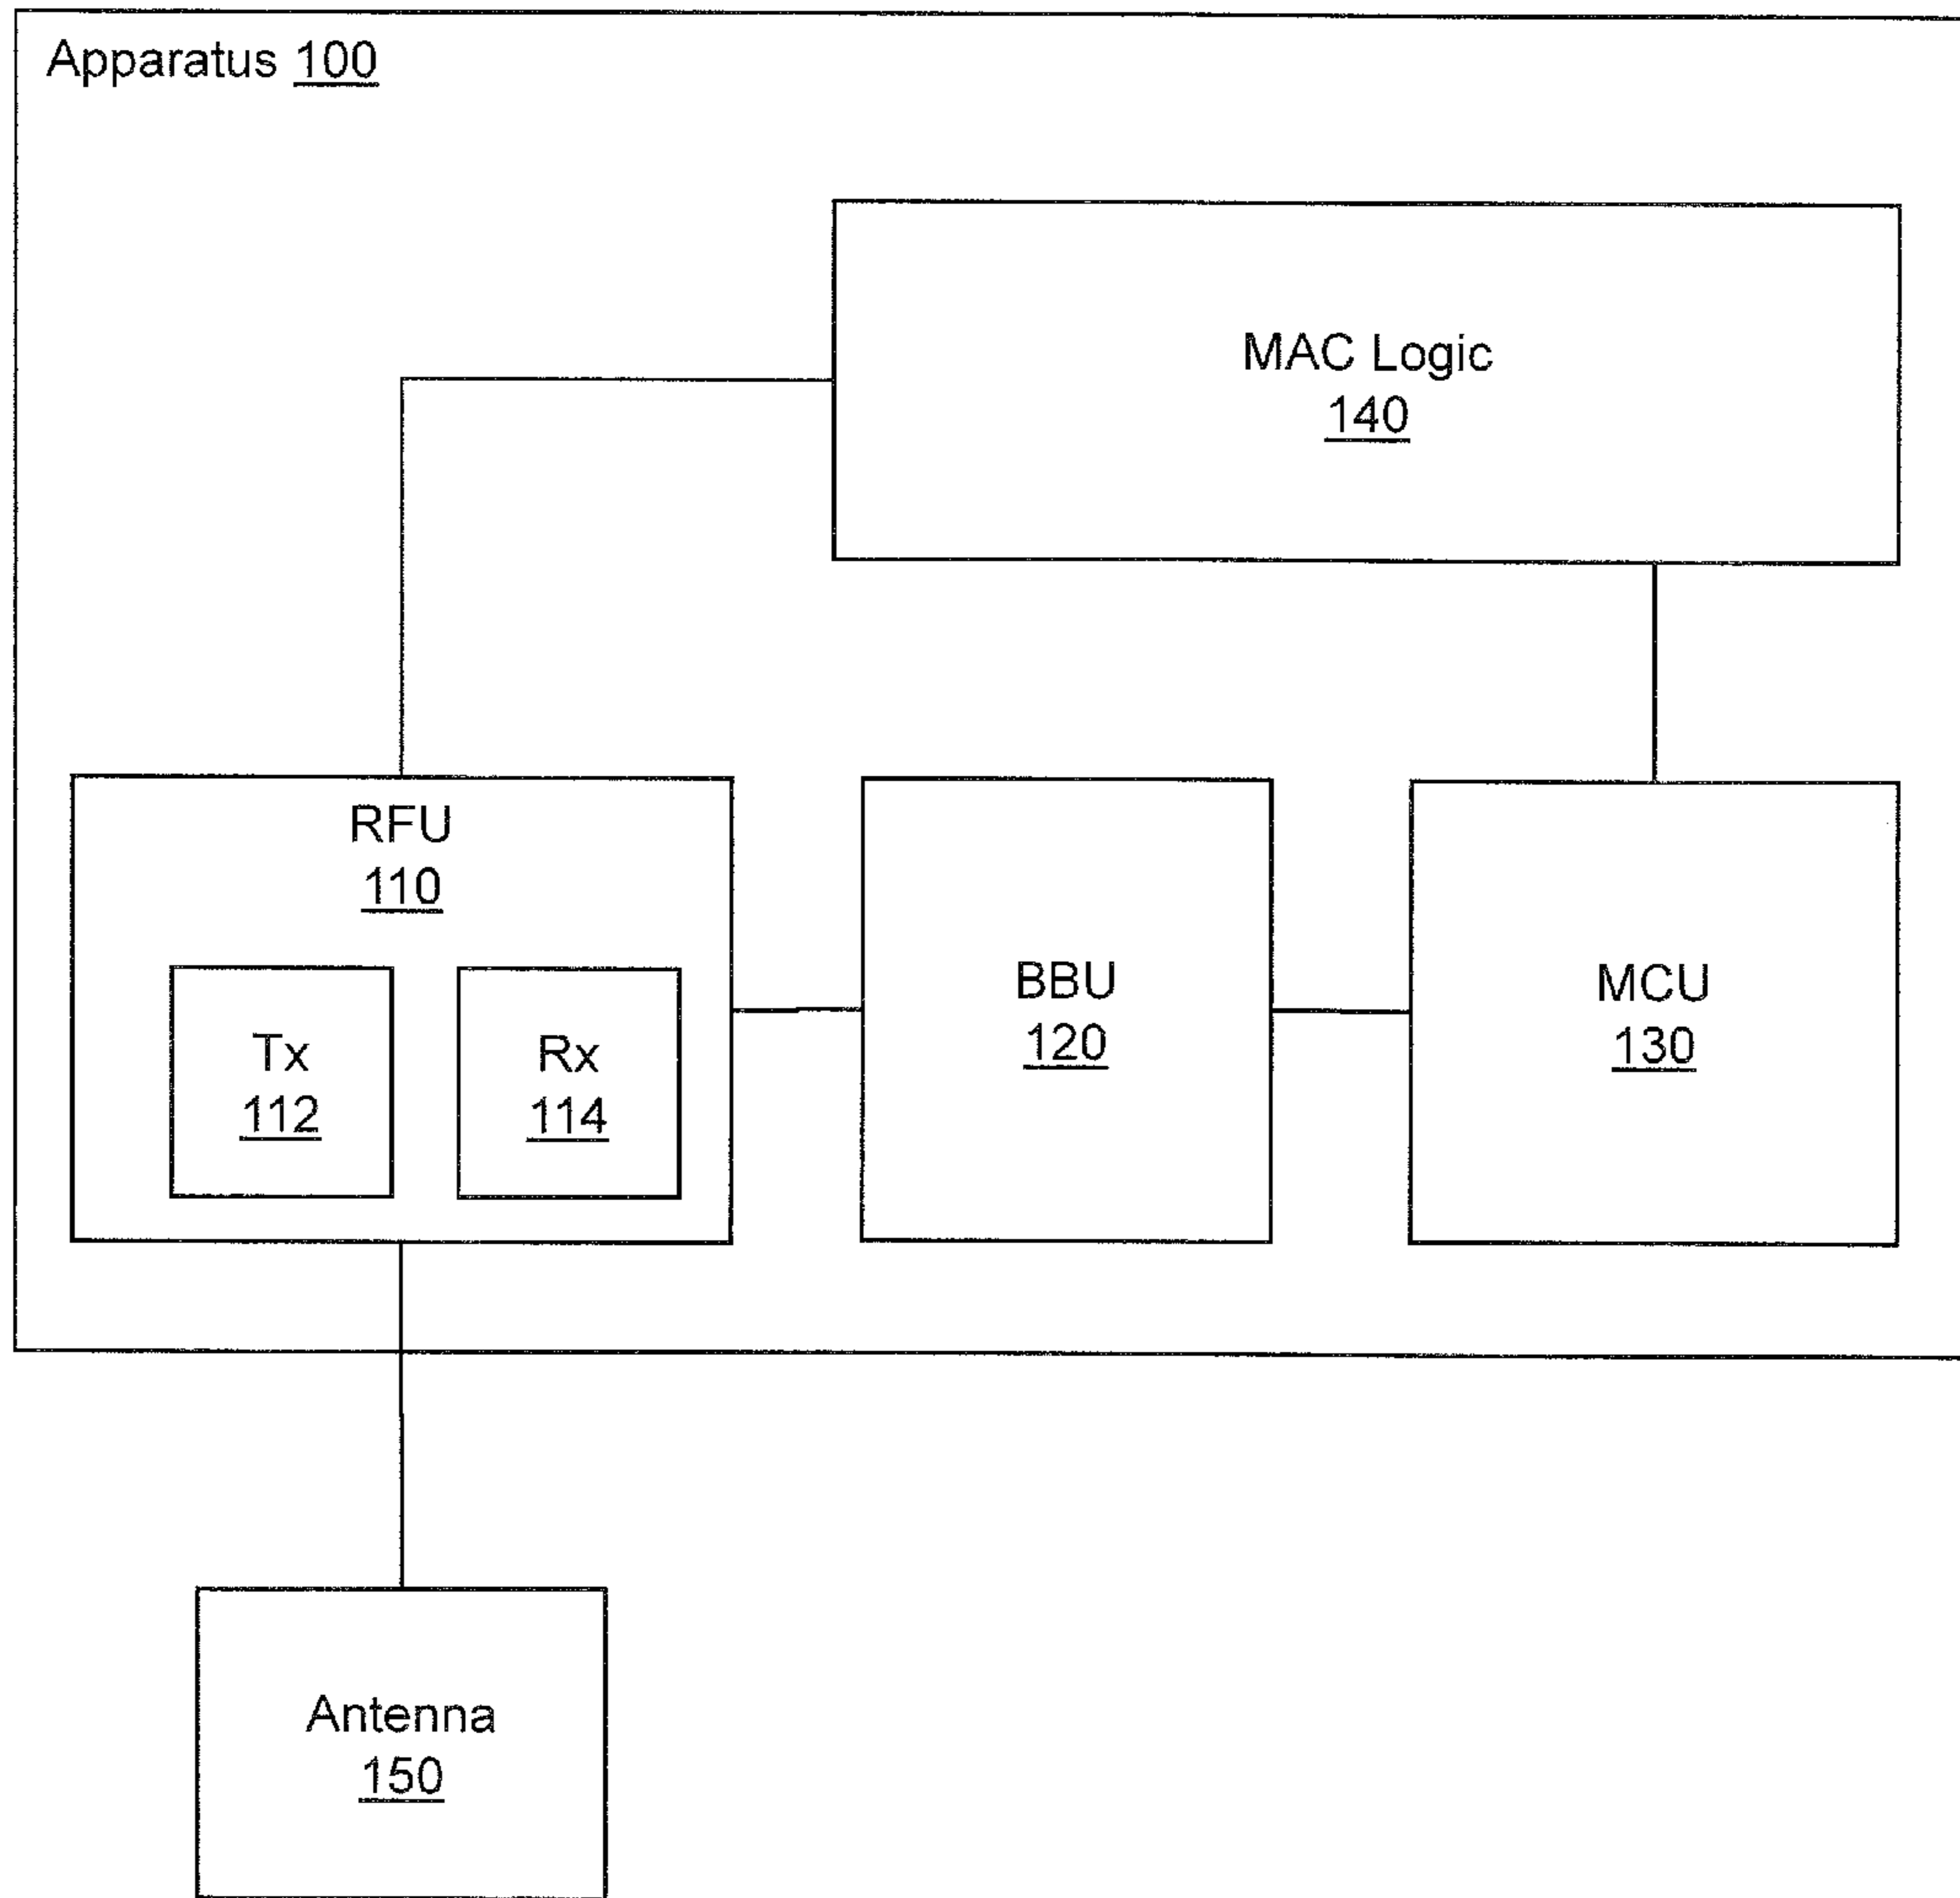 Apparatus 100
MAC Logic
140
RFU
110
Tx
112
Rx
114
BBU
120
MCU
130
Antenna
150